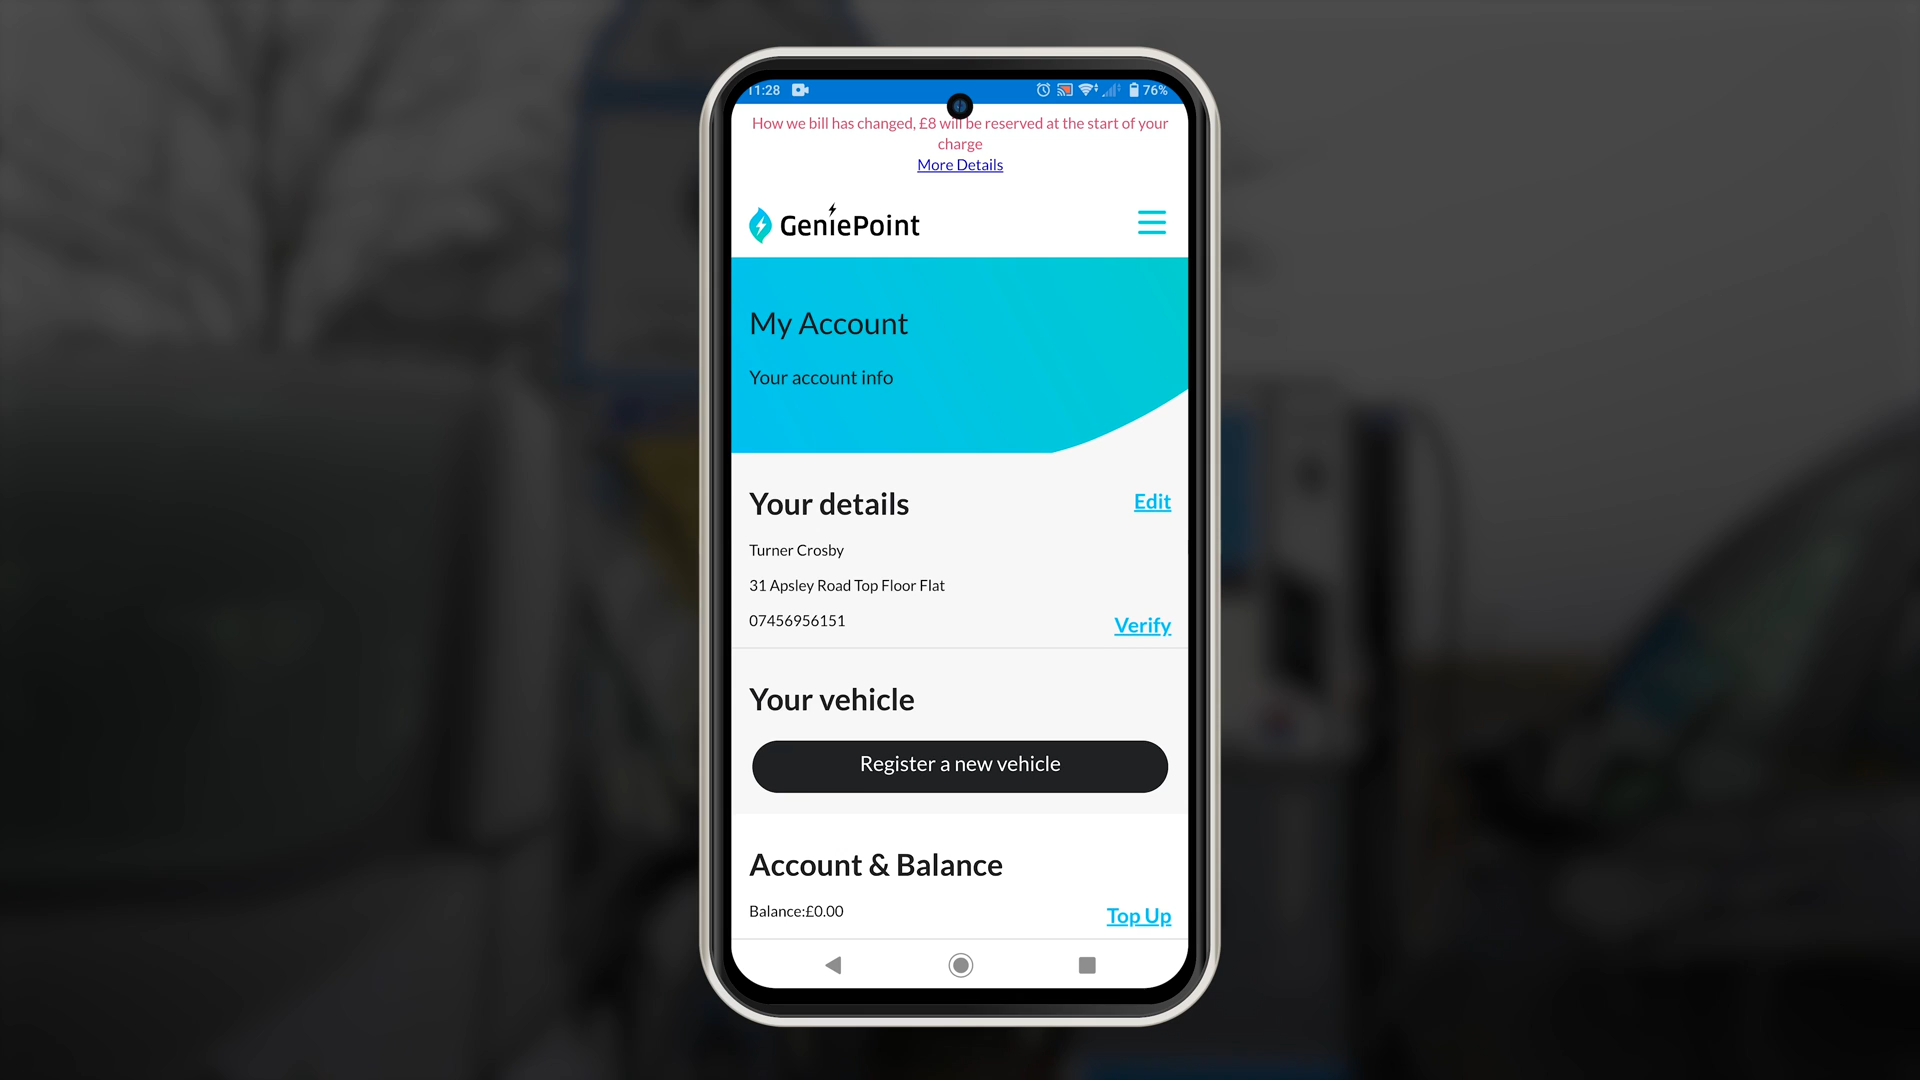 11:28
76%
How we bill has changed, £8 will be reserved at the start of your
charge
More Details
GeniePoint
My Account
Your account info
Your details
Edit
Turner Crosby
31 Apsley Road Top Floor Flat
07456956151
Verify
Your vehicle
Register a new vehicle
Account & Balance
Balance:£0.00
Top Up